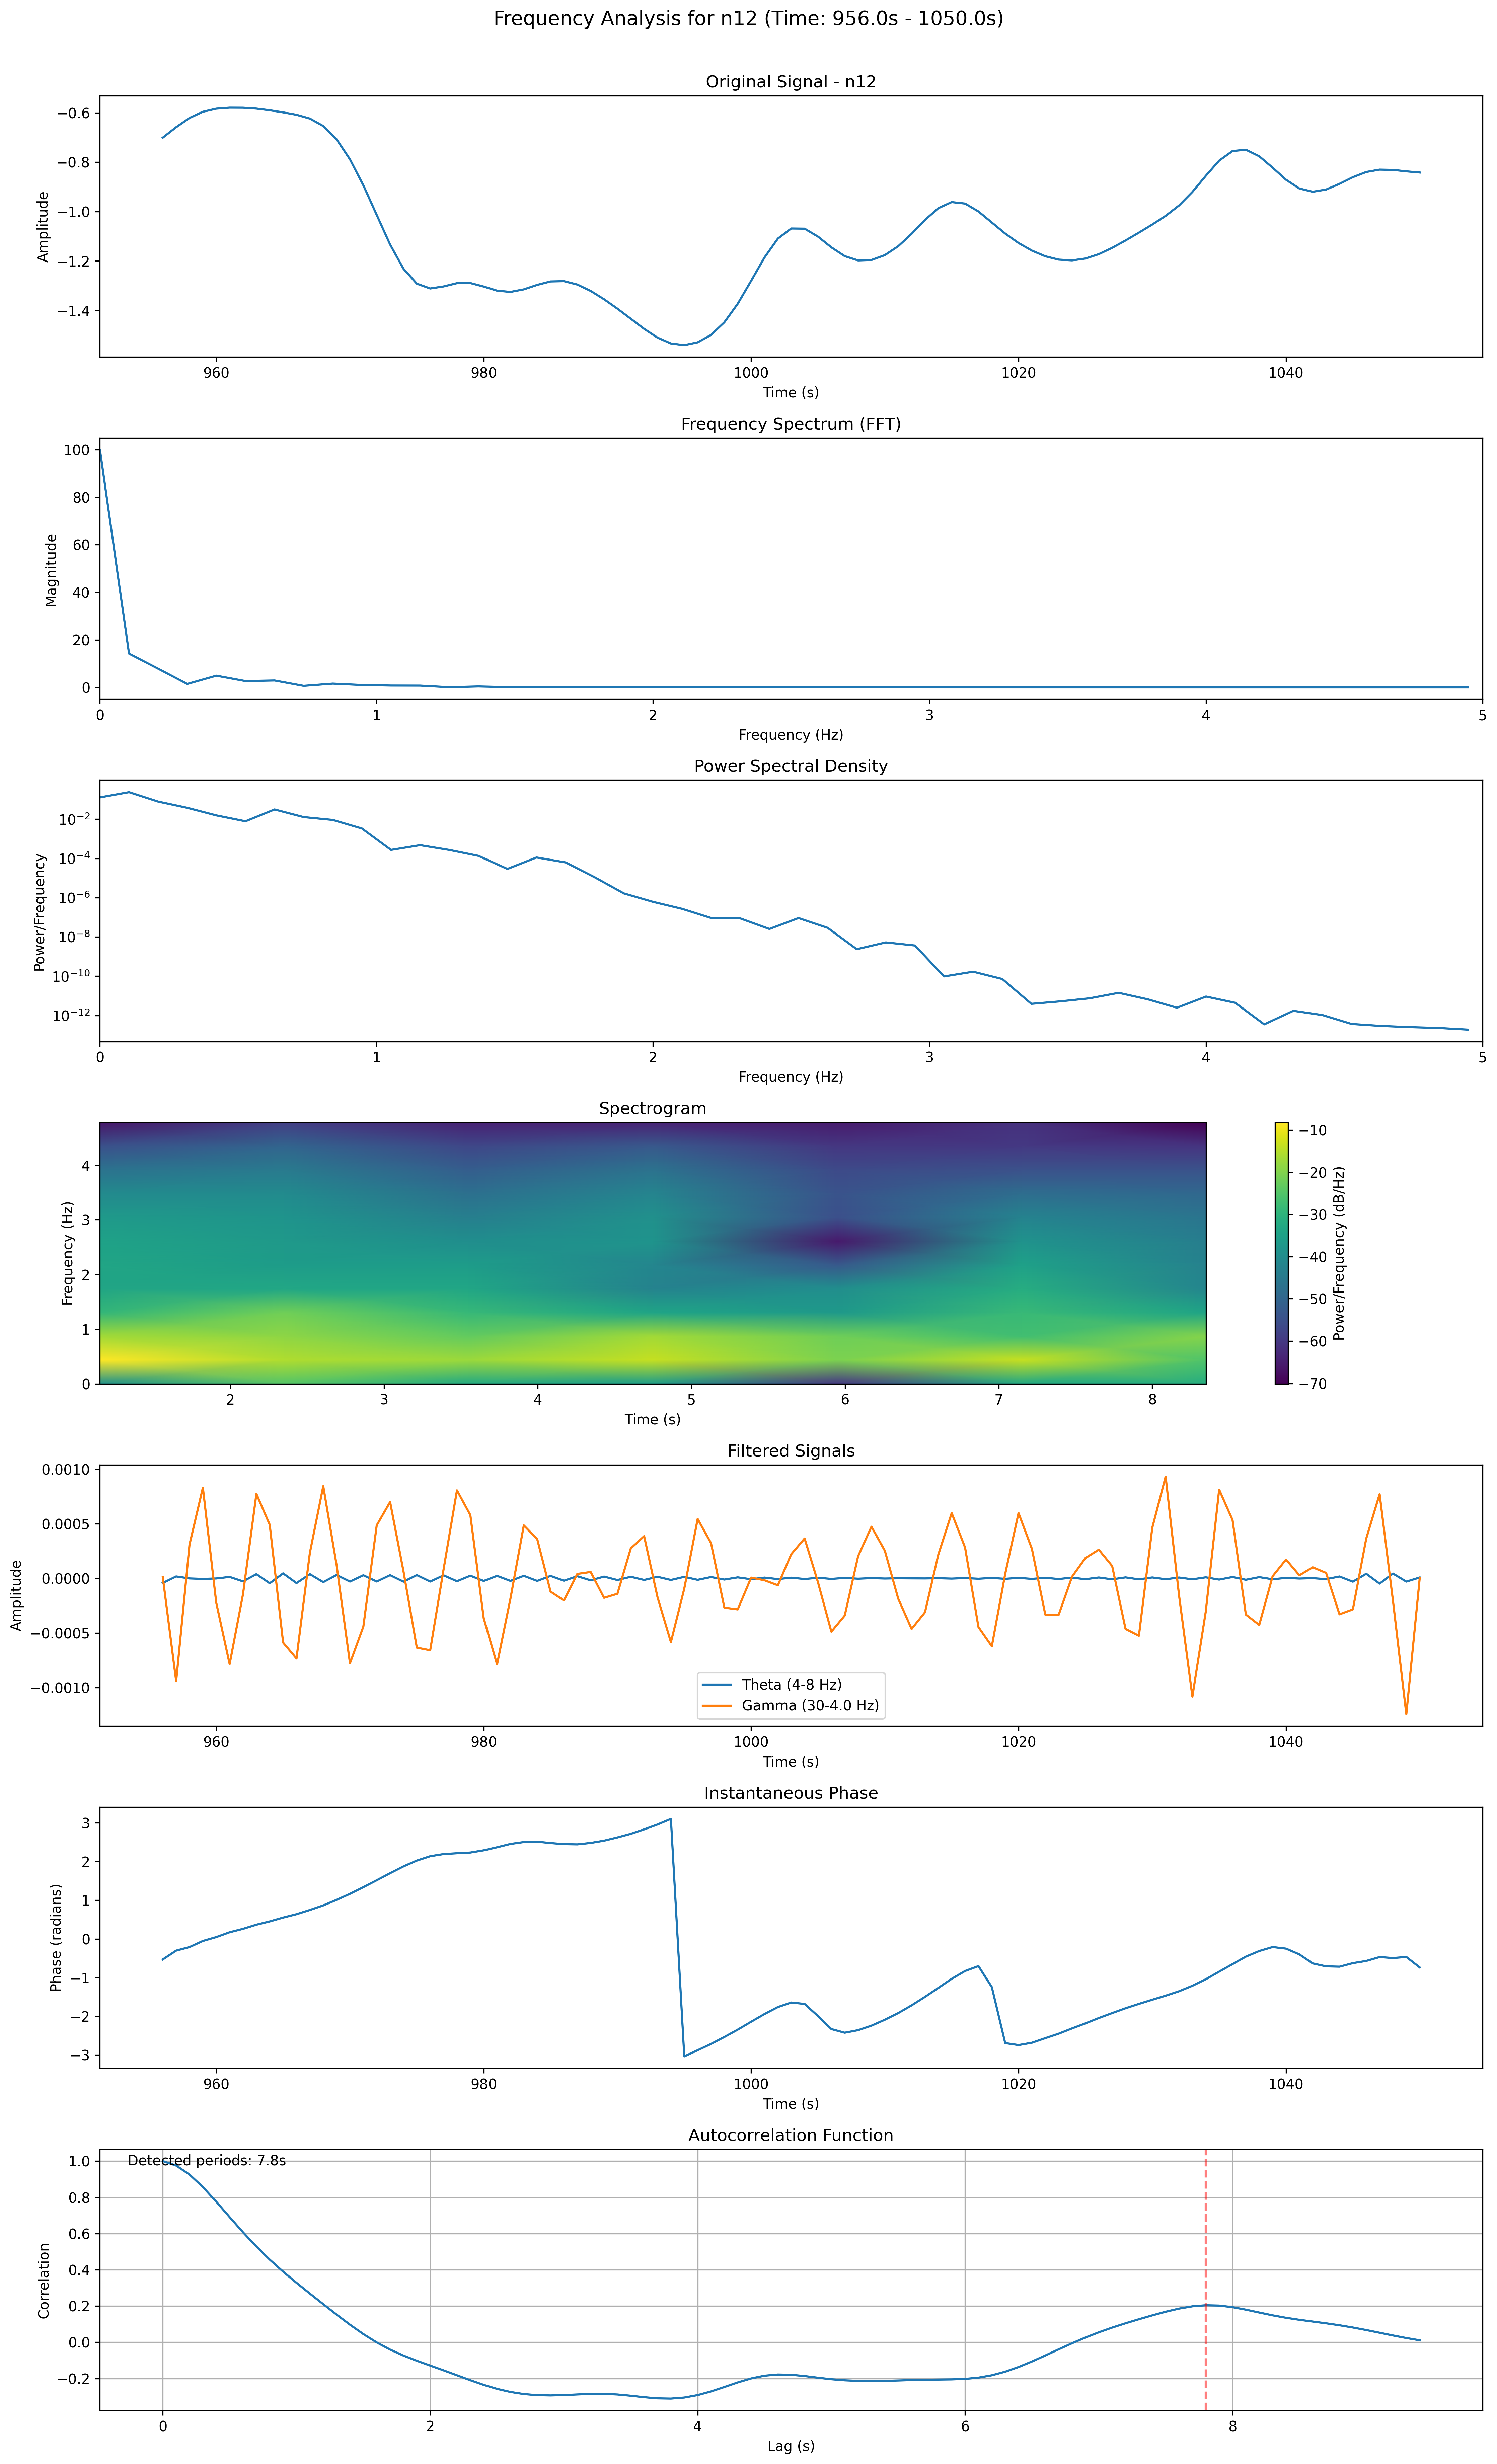 Frequency Analysis for n12 (Time: 956.0s - 1050.0s)
Original Signal - n12
−0.6
−0.8
−1.0
−1.2
−1.4
Amplitude
960 980 1000 1020 1040
Time (s)
Frequency Spectrum (FFT)
100
80
60
40
20
0
Magnitude
0 1 2 3 4 5
Frequency (Hz)
Power Spectral Density
10⁻²
10⁻⁴
10⁻⁶
10⁻⁸
10⁻¹⁰
10⁻¹²
Power/Frequency
0 1 2 3 4 5
Frequency (Hz)
Spectrogram
4
3
2
1
0
Frequency (Hz)
2 3 4 5 6 7 8
Time (s)
−10
−20
−30
−40
−50
−60
−70
Power/Frequency (dB/Hz)
Filtered Signals
0.0010
0.0005
0.0000
−0.0005
−0.0010
Amplitude
Theta (4-8 Hz)
Gamma (30-4.0 Hz)
960 980 1000 1020 1040
Time (s)
Instantaneous Phase
3
2
1
0
−1
−2
−3
Phase (radians)
960 980 1000 1020 1040
Time (s)
Autocorrelation Function
Detected periods: 7.8s
1.0
0.8
0.6
0.4
0.2
0.0
−0.2
Correlation
0 2 4 6 8
Lag (s)